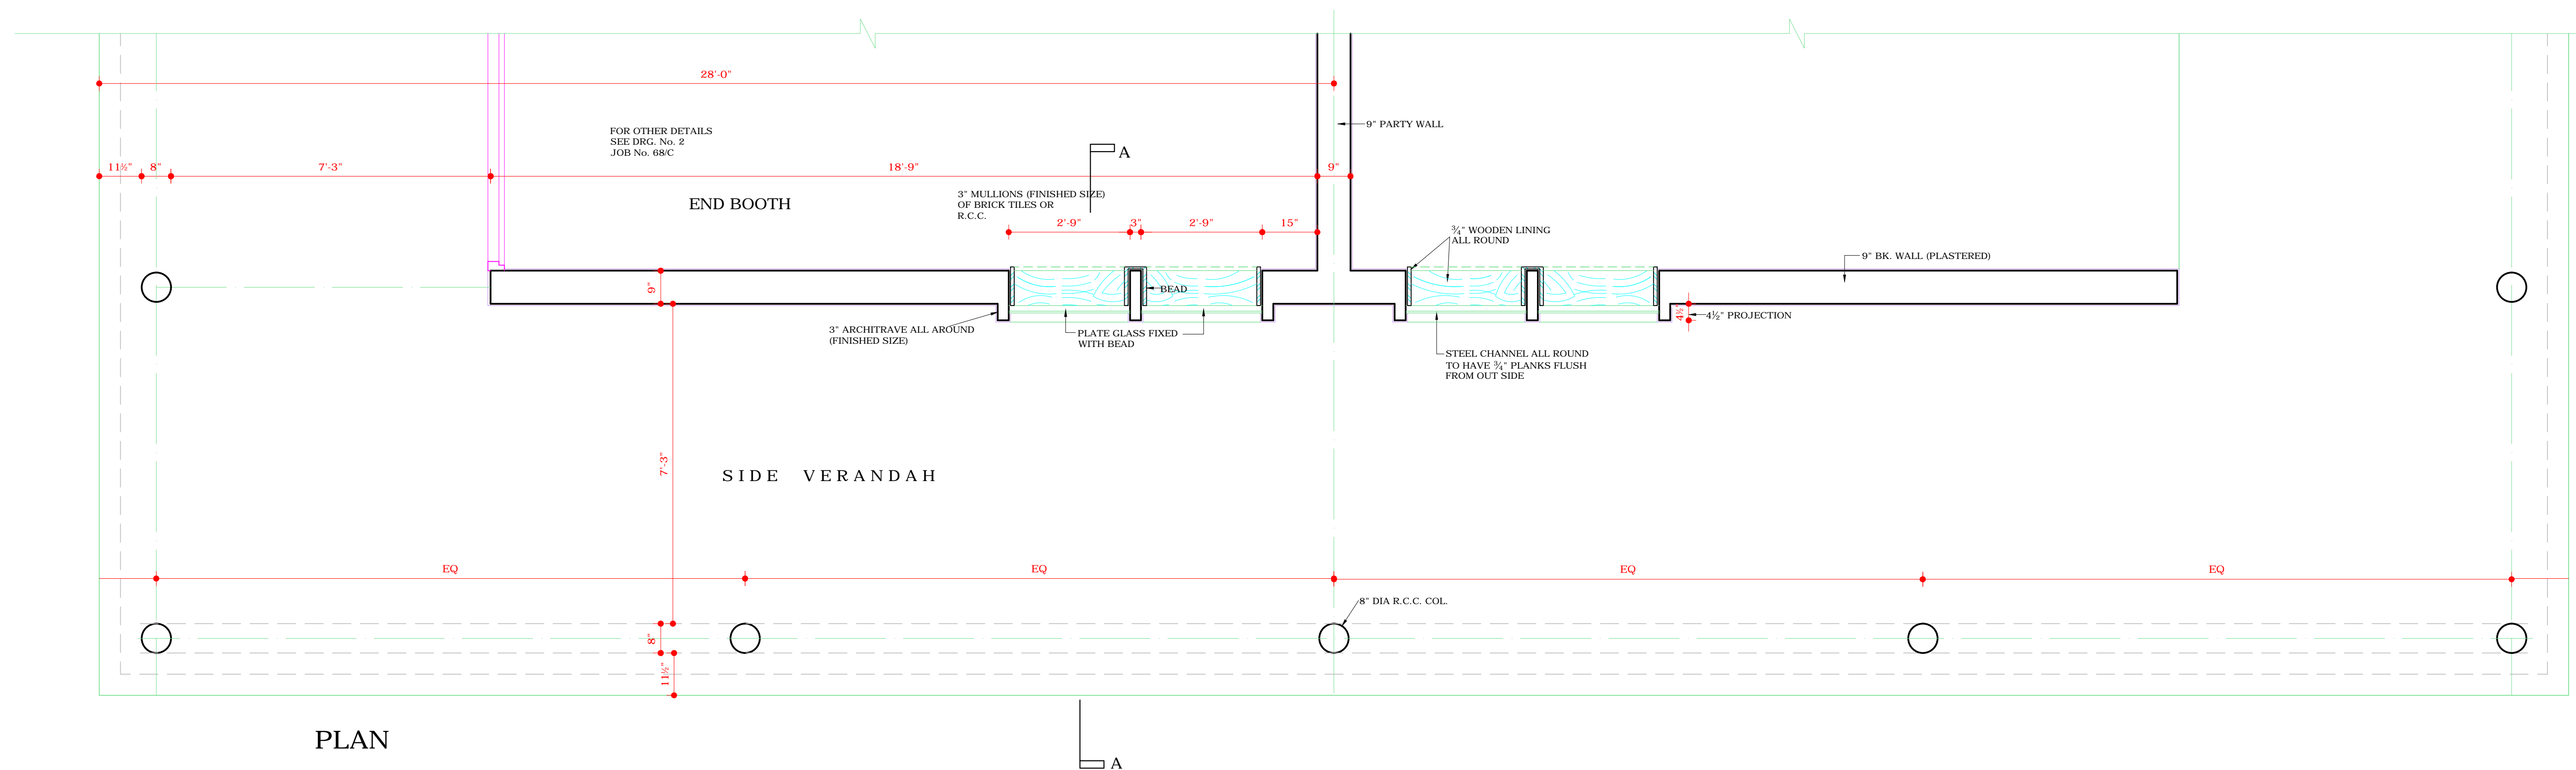 28'-0"
FOR OTHER DETAILS
SEE DRG. No. 2
JOB No. 68/C
9" PARTY WALL
A
11½"
8"
7'-3"
18'-9"
9"
END BOOTH
3" MULLIONS (FINISHED SIZE)
OF BRICK TILES OR
R.C.C.
2'-9"
3"
2'-9"
15"
¾" WOODEN LINING
ALL ROUND
9" BK. WALL (PLASTERED)
9"
BEAD
3" ARCHITRAVE ALL AROUND
(FINISHED SIZE)
PLATE GLASS FIXED
WITH BEAD
4½"
4½" PROJECTION
STEEL CHANNEL ALL ROUND
TO HAVE ¾" PLANKS FLUSH
FROM OUT SIDE
7'-3"
SIDE VERANDAH
EQ
EQ
EQ
EQ
8" DIA R.C.C. COL.
8"
11½"
PLAN
A